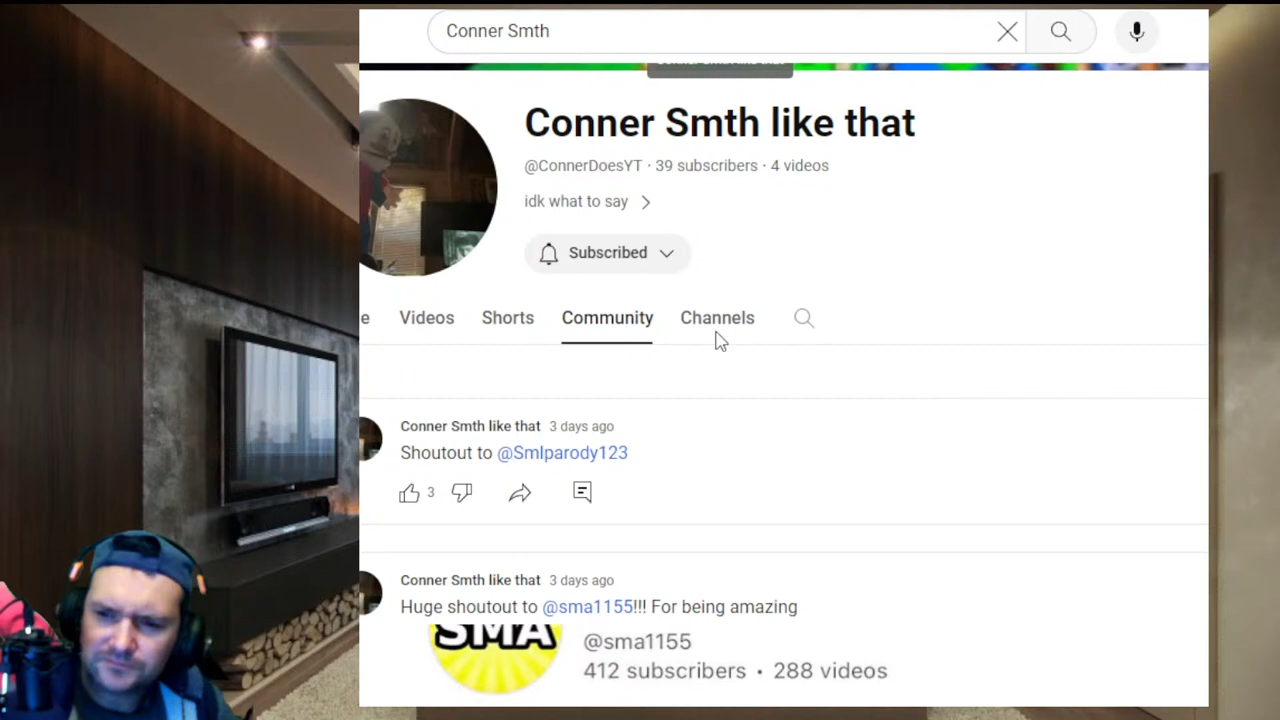 Conner Smth
Conner Smth like that
@ConnerDoesYT · 39 subscribers · 4 videos
idk what to say
Subscribed
e Videos Shorts Community Channels
Conner Smth like that 3 days ago
Shoutout to @Smlparody123
3
Conner Smth like that 3 days ago
Huge shoutout to @sma1155!!! For being amazing
SMA @sma1155
412 subscribers • 288 videos